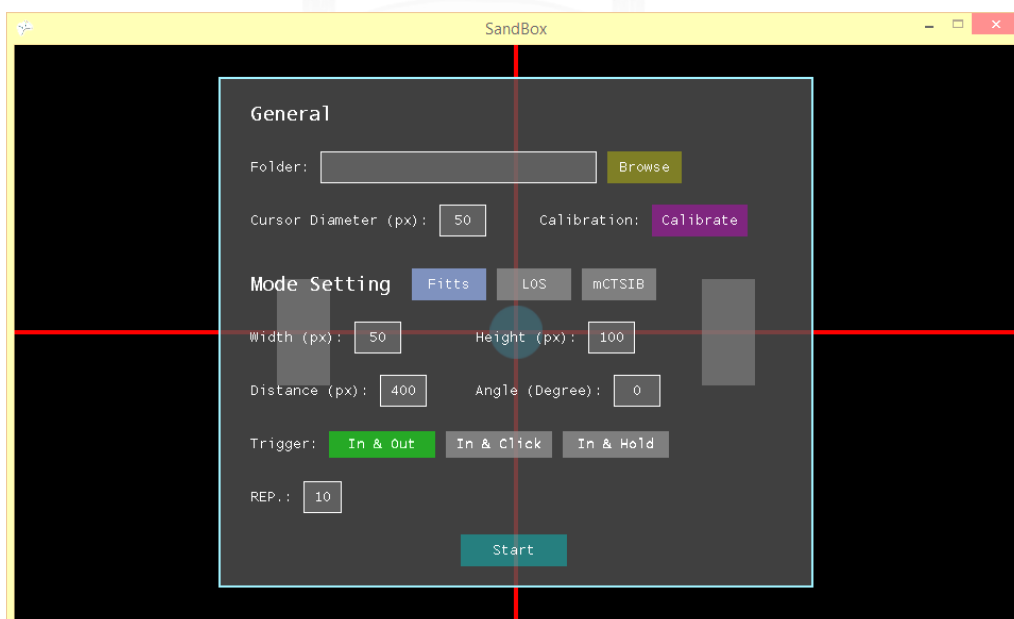 SandBox
General
Folder: Browse
Cursor Diameter (px): 50 Calibration: Calibrate
Mode Setting Fitts LOS mCTSIB
Width (px): 50 Height (px): 100
Distance (px): 400 Angle (Degree): 0
Trigger: In & Out In & Click In & Hold
REP.: 10
Start